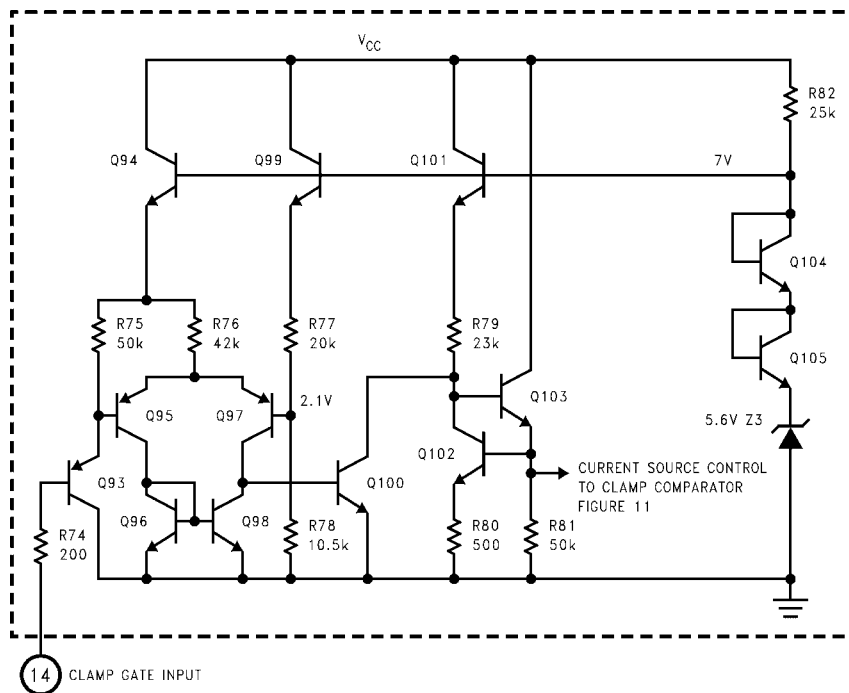 VCC
R82
25k
Q94
Q99
Q101
7V
Q104
R75
50k
R76
42k
R77
20k
R79
23k
Q105
2.1V
Q95
Q97
Q103
5.6V Z3
Q93
Q102
Q100
CURRENT SOURCE CONTROL
TO CLAMP COMPARATOR
FIGURE 11
Q96
Q98
R74
200
R78
10.5k
R80
500
R81
50k
14 CLAMP GATE INPUT